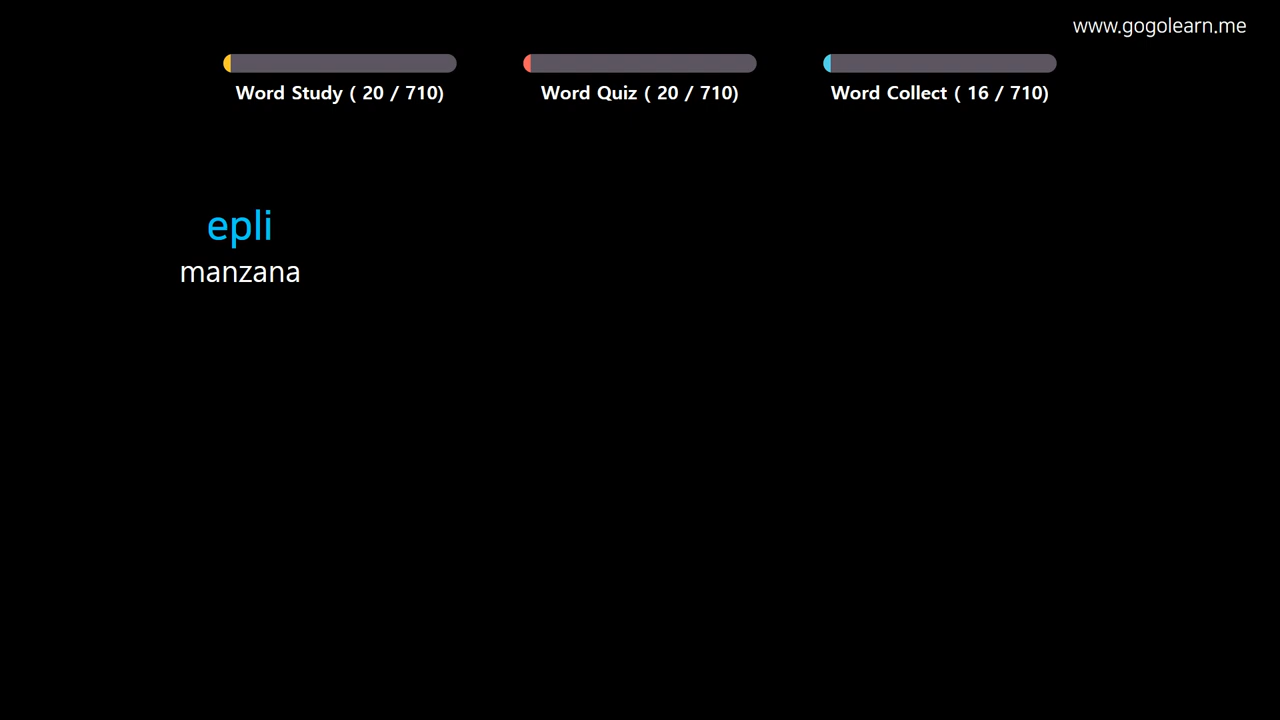 www.gogolearn.me
Word Study ( 20 / 710)
Word Quiz ( 20 / 710)
Word Collect ( 16 / 710)
epli
manzana